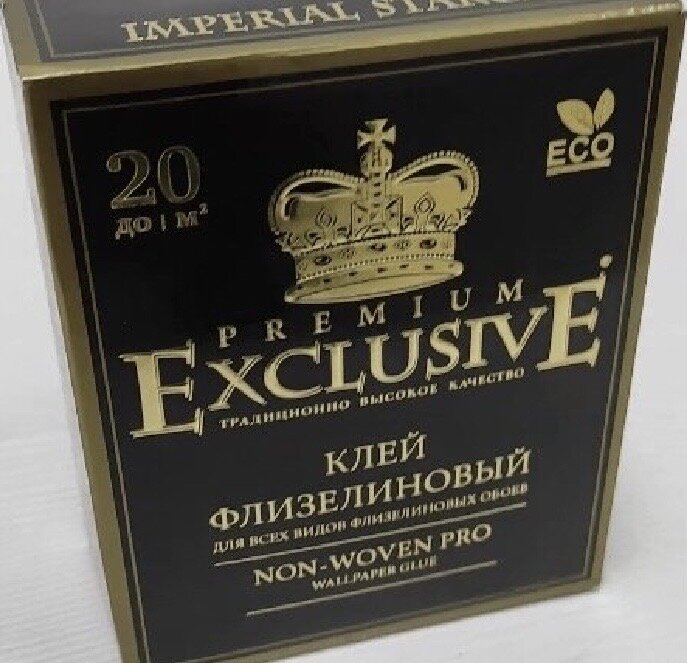 IMPERIAL
20
ДО М²
ECO
PREMIUM
EXCLUSIVE
ТРАДИЦИОННО ВЫСОКОЕ КАЧЕСТВО
КЛЕЙ
ФЛИЗЕЛИНОВЫЙ
ДЛЯ ВСЕХ ВИДОВ ФЛИЗЕЛИНОВЫХ ОБОЕВ
NON-WOVEN PRO
WALLPAPER GLUE